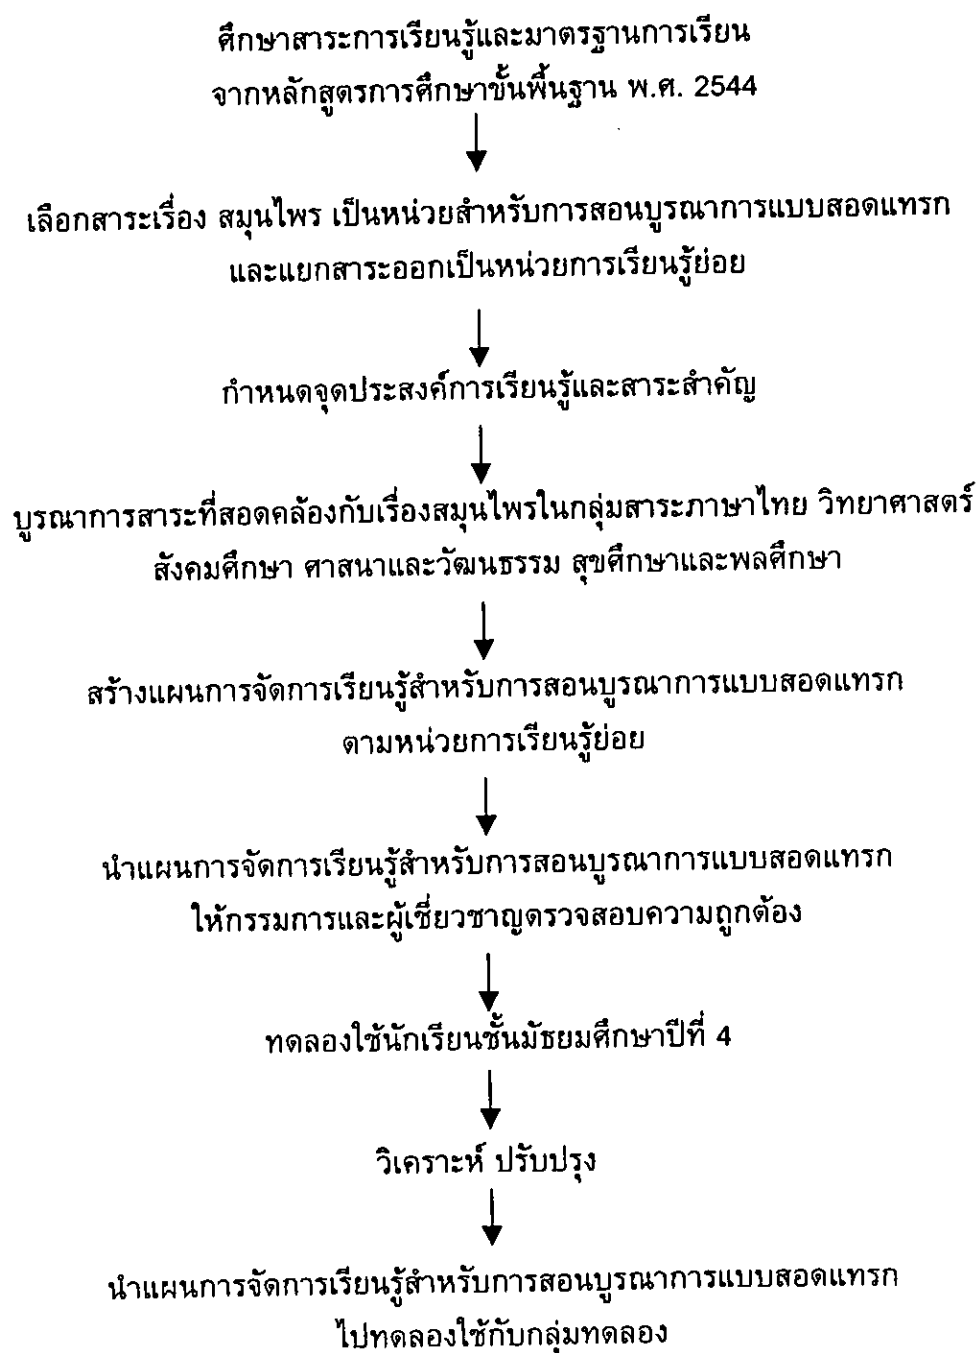 ศึกษาสาระการเรียนรู้และมาตรฐานการเรียน
จากหลักสูตรการศึกษาขั้นพื้นฐาน พ.ศ. 2544
เลือกสาระเรื่อง สมุนไพร เป็นหน่วยสำหรับการสอนบูรณาการแบบสอดแทรก
และแยกสาระออกเป็นหน่วยการเรียนรู้ย่อย
กำหนดจุดประสงค์การเรียนรู้และสาระสำคัญ
บูรณาการสาระที่สอดคล้องกับเรื่องสมุนไพรในกลุ่มสาระภาษาไทย วิทยาศาสตร์
สังคมศึกษา ศาสนาและวัฒนธรรม สุขศึกษาและพลศึกษา
สร้างแผนการจัดการเรียนรู้สำหรับการสอนบูรณาการแบบสอดแทรก
ตามหน่วยการเรียนรู้ย่อย
นำแผนการจัดการเรียนรู้สำหรับการสอนบูรณาการแบบสอดแทรก
ให้กรรมการและผู้เชี่ยวชาญตรวจสอบความถูกต้อง
ทดลองใช้นักเรียนชั้นมัธยมศึกษาปีที่ 4
วิเคราะห์ ปรับปรุง
นำแผนการจัดการเรียนรู้สำหรับการสอนบูรณาการแบบสอดแทรก
ไปทดลองใช้กับกลุ่มทดลอง